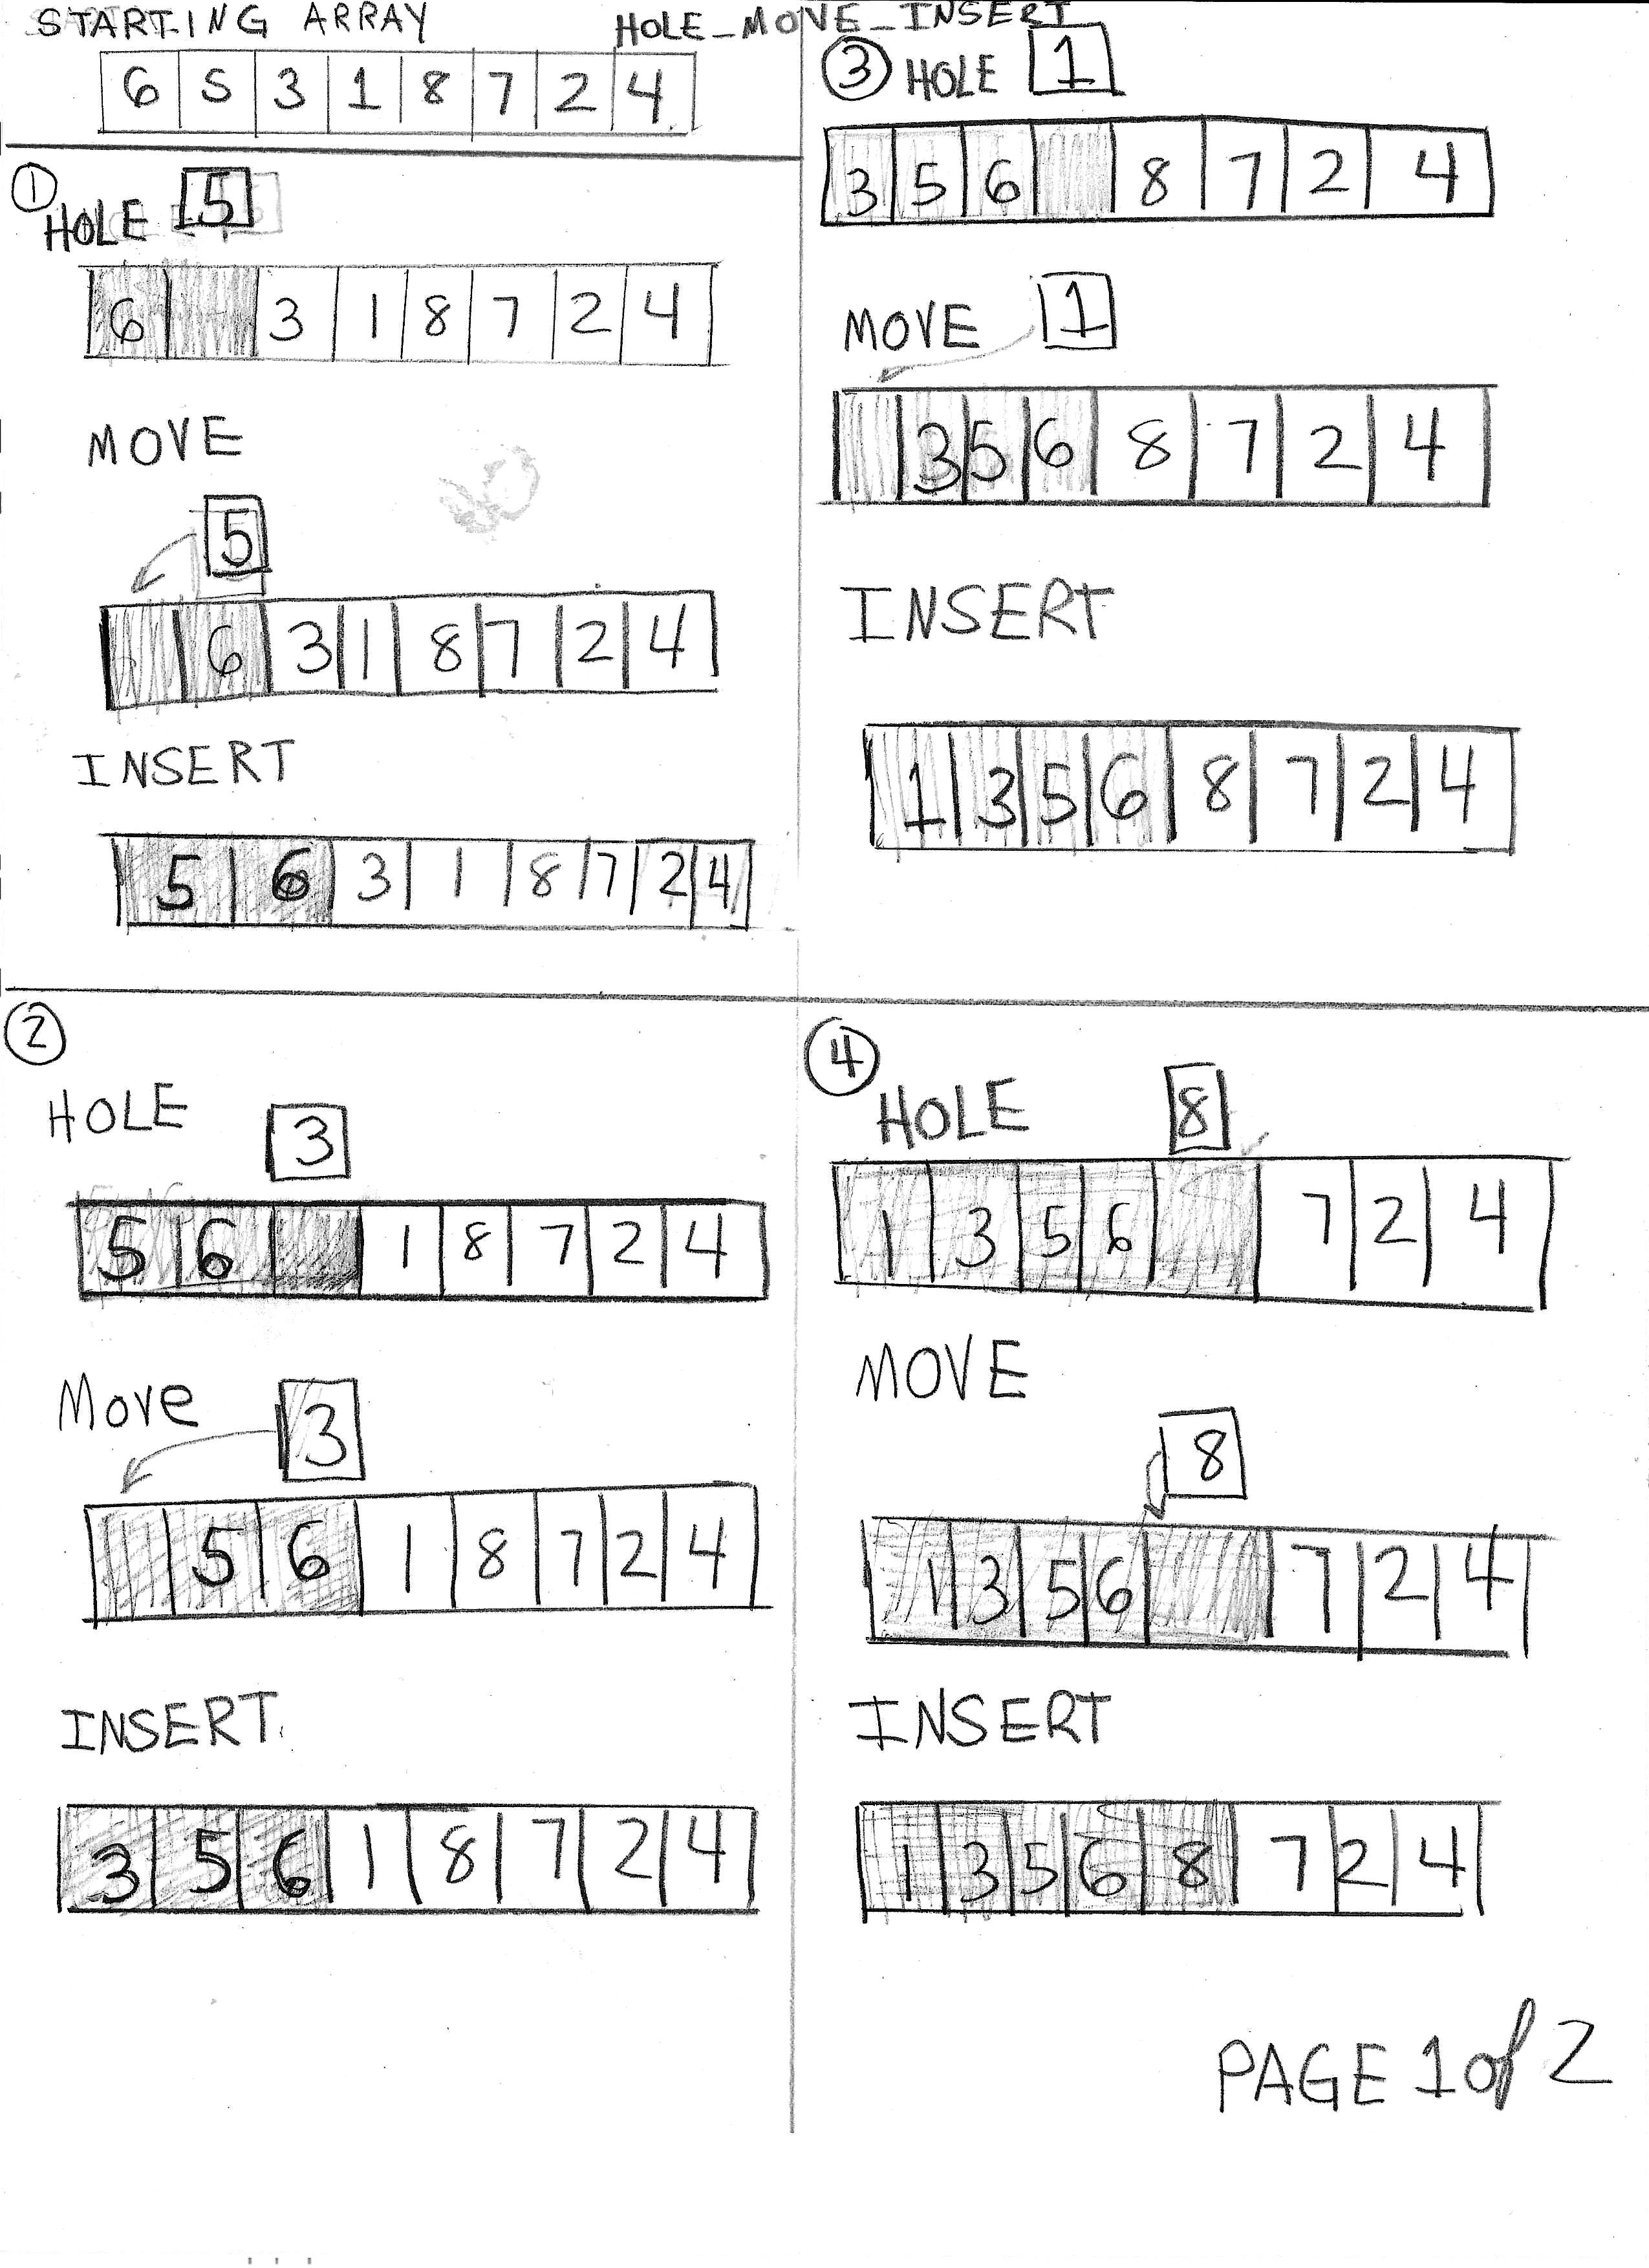 STARTING ARRAY
HOLE_MOVE_INSERT
6 5 3 1 8 7 2 4
1
HOLE 5
6 3 1 8 7 2 4
MOVE
5
6 3 1 8 7 2 4
INSERT
5 6 3 1 8 7 2 4
2
HOLE 3
5 6 1 8 7 2 4
Move 3
5 6 1 8 7 2 4
INSERT
3 5 6 1 8 7 2 4
3 HOLE 1
3 5 6 8 7 2 4
MOVE 1
3 5 6 8 7 2 4
INSERT
1 3 5 6 8 7 2 4
4
HOLE 8
1 3 5 6 7 2 4
MOVE
8
1 3 5 6 7 2 4
INSERT
1 3 5 6 8 7 2 4
PAGE 1 of 2